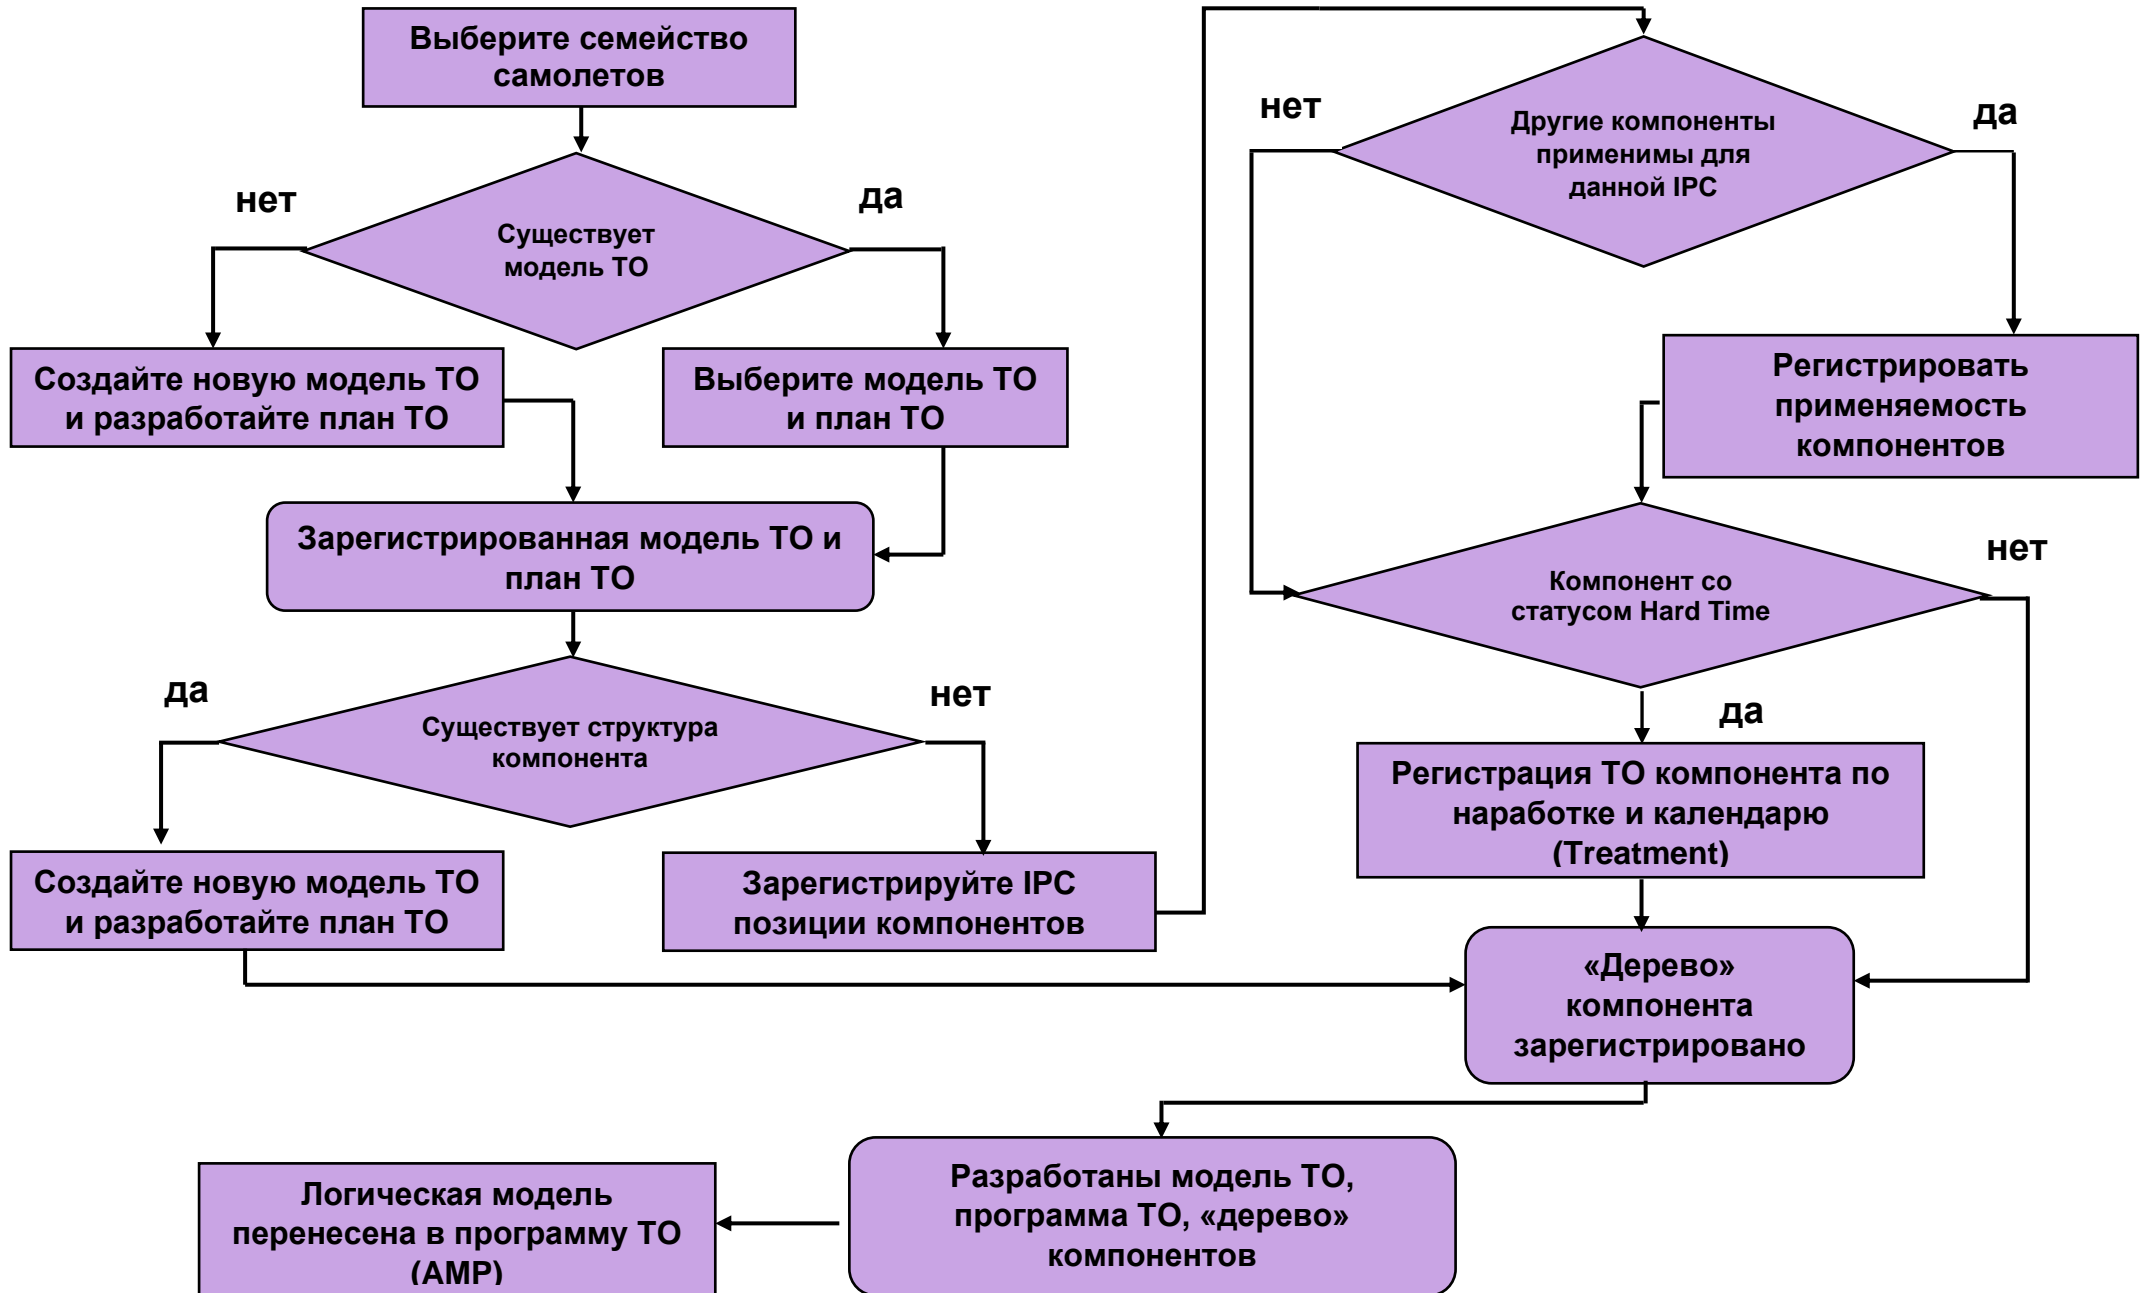 Выберите семейство
самолетов
нет
да
Существует
модель ТО
Создайте новую модель ТО
и разработайте план ТО
Выберите модель ТО
и план ТО
Зарегистрированная модель ТО и
план ТО
да
нет
Существует структура
компонента
Создайте новую модель ТО
и разработайте план ТО
Зарегистрируйте IPC
позиции компонентов
нет
да
Другие компоненты
применимы для
данной IPC
Регистрировать
применяемость
компонентов
нет
Компонент со
статусом Hard Time
да
Регистрация ТО компонента по
наработке и календарю
(Treatment)
«Дерево»
компонента
зарегистрировано
Разработаны модель ТО,
программа ТО, «дерево»
компонентов
Логическая модель
перенесена в программу ТО
(AMP)